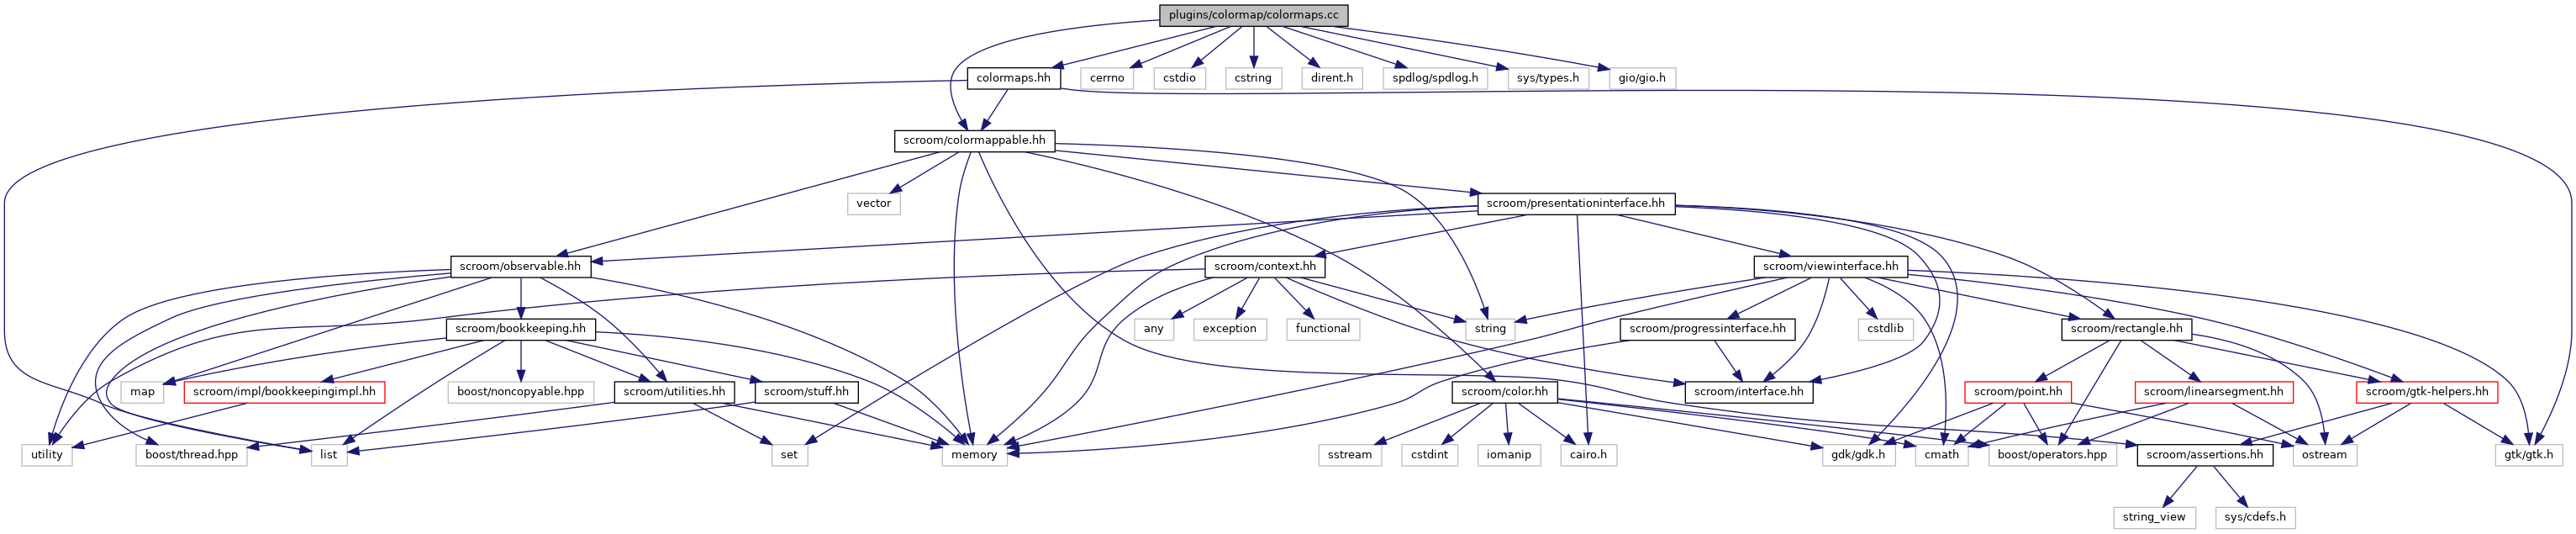 plugins/colormap/colormaps.cc
colormaps.hh
cerrno
cstdio
cstring
dirent.h
spdlog/spdlog.h
sys/types.h
gio/gio.h
scroom/colormappable.hh
vector
scroom/presentationinterface.hh
scroom/observable.hh
scroom/context.hh
scroom/viewinterface.hh
scroom/bookkeeping.hh
any
exception
functional
string
scroom/progressinterface.hh
cstdlib
scroom/rectangle.hh
map
scroom/impl/bookkeepingimpl.hh
boost/noncopyable.hpp
scroom/utilities.hh
scroom/stuff.hh
scroom/color.hh
scroom/interface.hh
scroom/point.hh
scroom/linearsegment.hh
scroom/gtk-helpers.hh
utility
boost/thread.hpp
list
set
memory
sstream
cstdint
iomanip
cairo.h
gdk/gdk.h
cmath
boost/operators.hpp
scroom/assertions.hh
ostream
gtk/gtk.h
string_view
sys/cdefs.h